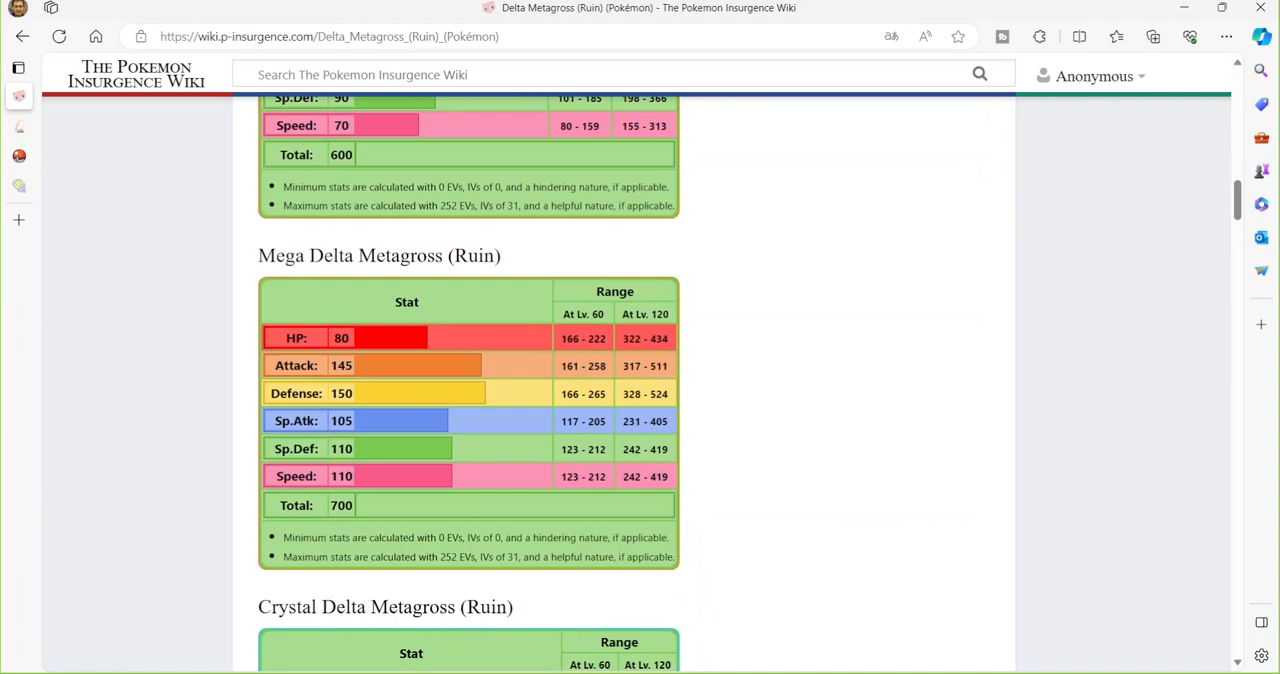 Delta Metagross (Ruin) (Pokémon) - The Pokemon Insurgence Wiki
https://wiki.p-insurgence.com/Delta_Metagross_(Ruin)_(Pokémon)
THE POKEMON
INSURGENCE WIKI
Search The Pokemon Insurgence Wiki
Anonymous
Sp.Def: 90 101 - 185 198 - 366
Speed: 70 80 - 159 155 - 313
Total: 600
• Minimum stats are calculated with 0 EVs, IVs of 0, and a hindering nature, if applicable.
• Maximum stats are calculated with 252 EVs, IVs of 31, and a helpful nature, if applicable.
Mega Delta Metagross (Ruin)
Stat Range
At Lv. 60 At Lv. 120
HP: 80 166 - 222 322 - 434
Attack: 145 161 - 258 317 - 511
Defense: 150 166 - 265 328 - 524
Sp.Atk: 105 117 - 205 231 - 405
Sp.Def: 110 123 - 212 242 - 419
Speed: 110 123 - 212 242 - 419
Total: 700
• Minimum stats are calculated with 0 EVs, IVs of 0, and a hindering nature, if applicable.
• Maximum stats are calculated with 252 EVs, IVs of 31, and a helpful nature, if applicable.
Crystal Delta Metagross (Ruin)
Stat Range
At Lv. 60 At Lv. 120